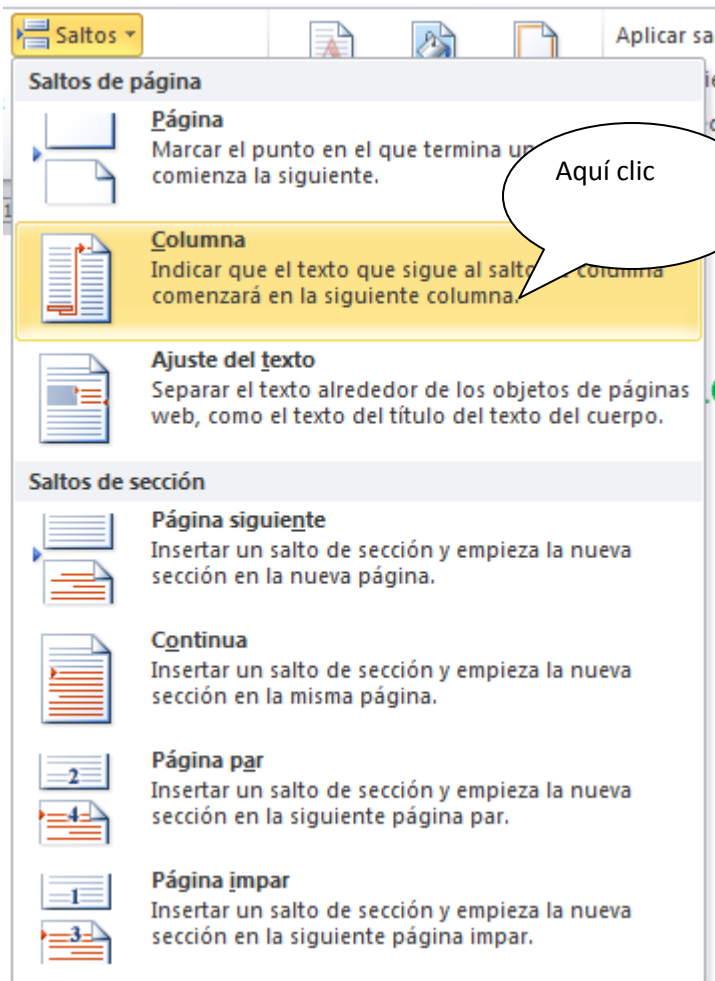 Saltos
Aplicar sa
Saltos de página
Página
Marcar el punto en el que termina
comienza la siguiente.
Aquí clic
Columna
Indicar que el texto que sigue al salto columna
comenzará en la siguiente columna.
Ajuste del texto
Separar el texto alrededor de los objetos de páginas
web, como el texto del título del texto del cuerpo.
Saltos de sección
Página siguiente
Insertar un salto de sección y empieza la nueva
sección en la nueva página.
Continua
Insertar un salto de sección y empieza la nueva
sección en la misma página.
2
4
Página par
Insertar un salto de sección y empieza la nueva
sección en la siguiente página par.
1
3
Página impar
Insertar un salto de sección y empieza la nueva
sección en la siguiente página impar.